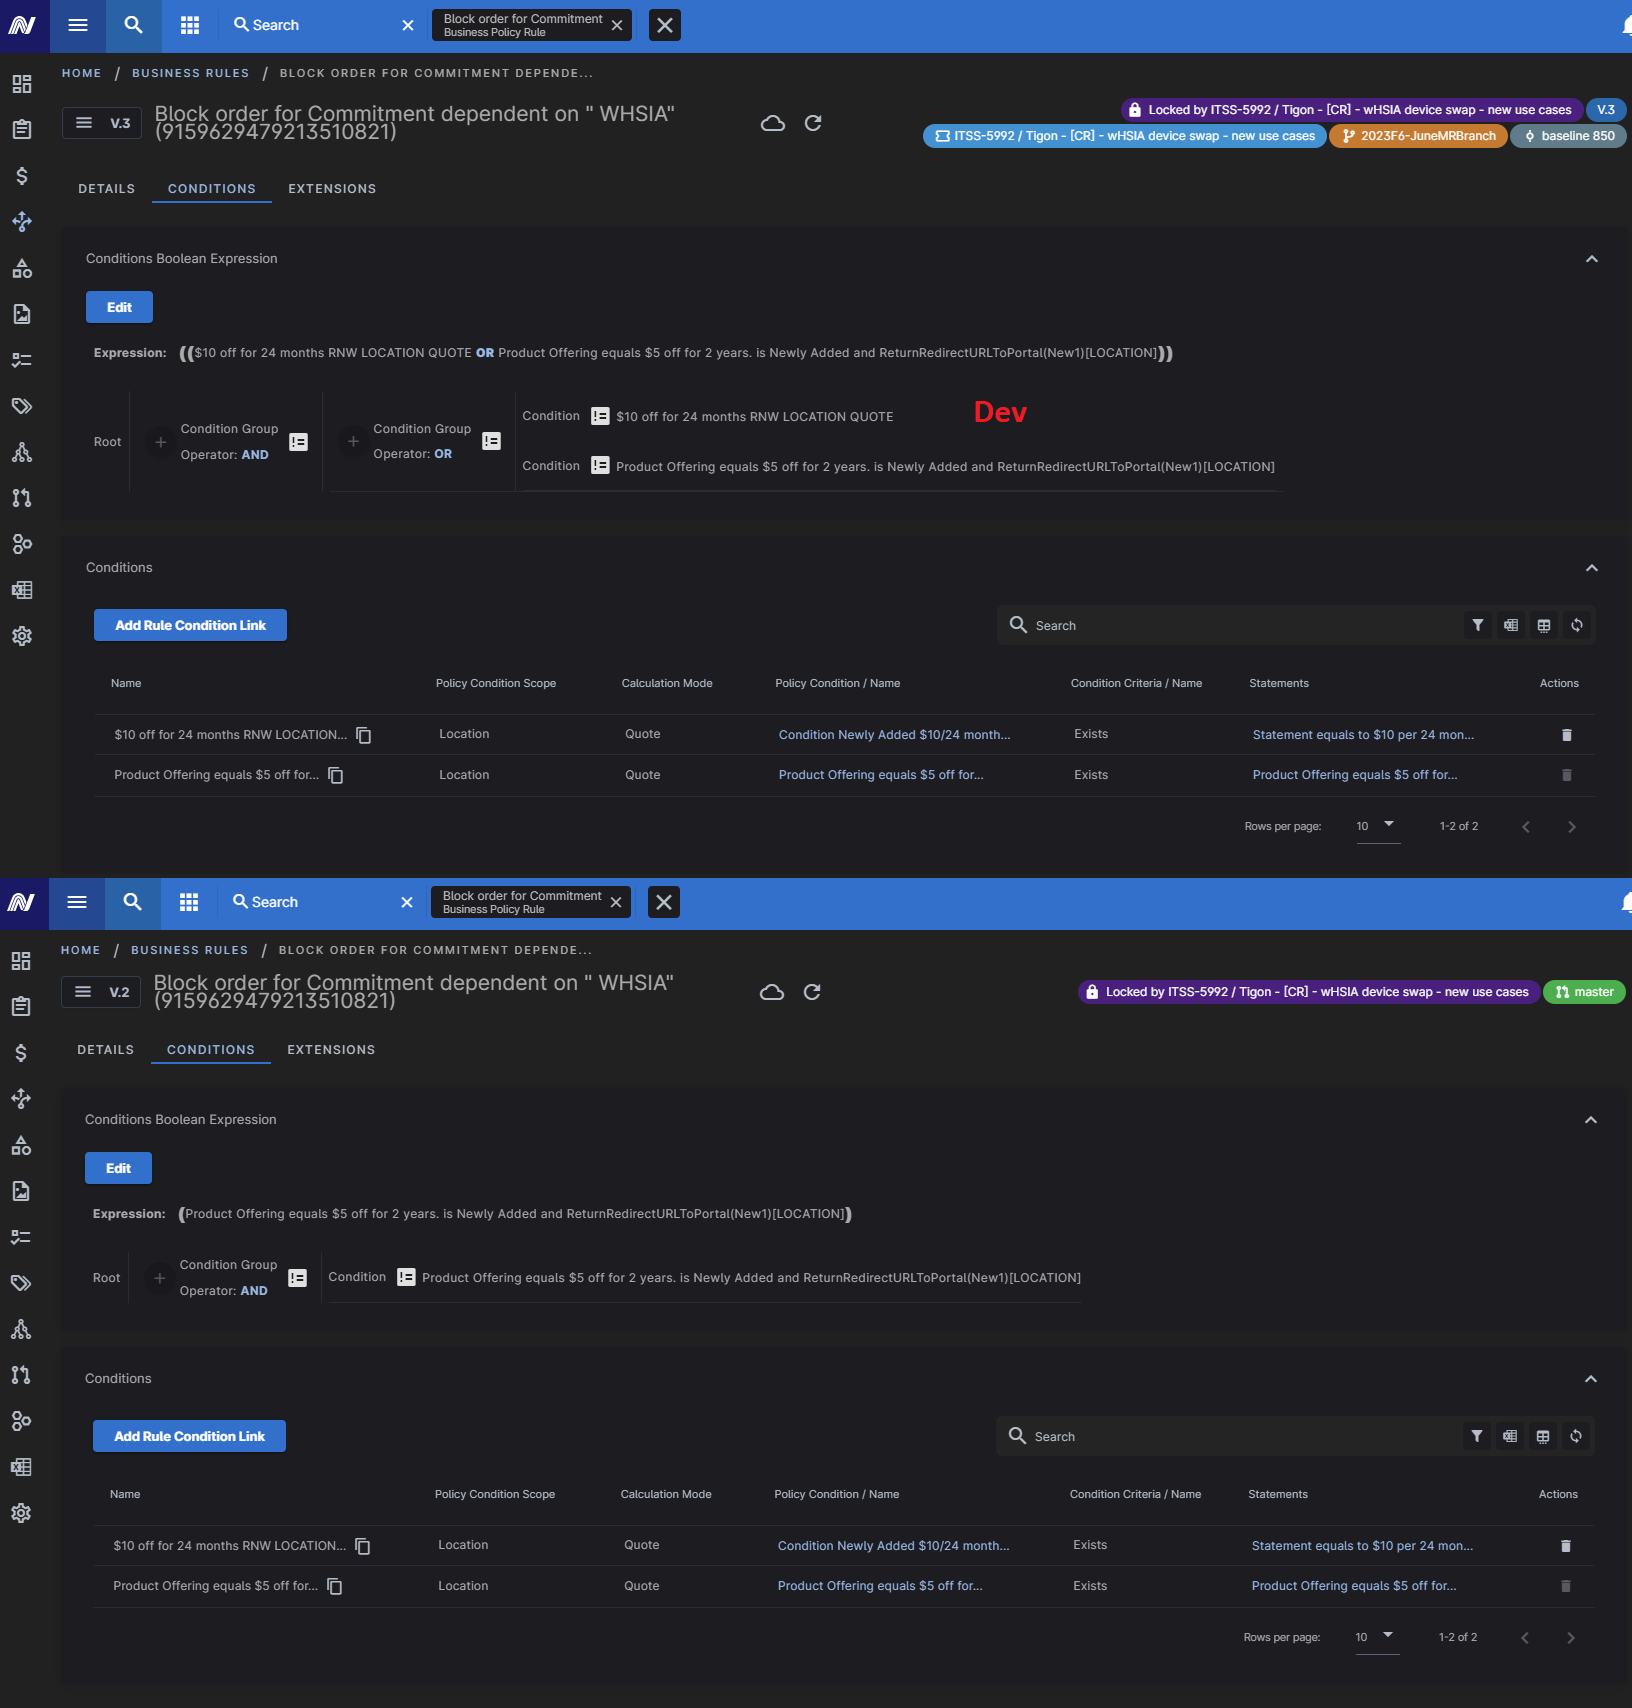 Search
Block order for Commitment
Business Policy Rule
HOME / BUSINESS RULES / BLOCK ORDER FOR COMMITMENT DEPENDE...
V.3
Block order for Commitment dependent on " WHSIA"
(9159629479213510821)
Locked by ITSS-5992 / Tigon - [CR] - wHSIA device swap - new use cases
V.3
ITSS-5992 / Tigon - [CR] - wHSIA device swap - new use cases
2023F6-JuneMRBranch
baseline 850
DETAILS CONDITIONS EXTENSIONS
Conditions Boolean Expression
Edit
Expression: (($10 off for 24 months RNW LOCATION QUOTE OR Product Offering equals $5 off for 2 years. is Newly Added and ReturnRedirectURLToPortal(New1)[LOCATION]))
Root
Condition Group
Operator: AND
Condition Group
Operator: OR
Condition $10 off for 24 months RNW LOCATION QUOTE
Dev
Condition Product Offering equals $5 off for 2 years. is Newly Added and ReturnRedirectURLToPortal(New1)[LOCATION]
Conditions
Add Rule Condition Link
Search
Name Policy Condition Scope Calculation Mode Policy Condition / Name Condition Criteria / Name Statements Actions
$10 off for 24 months RNW LOCATION... Location Quote Condition Newly Added $10/24 month... Exists Statement equals to $10 per 24 mon...
Product Offering equals $5 off for... Location Quote Product Offering equals $5 off for... Exists Product Offering equals $5 off for...
Rows per page: 10 1-2 of 2
Search
Block order for Commitment
Business Policy Rule
HOME / BUSINESS RULES / BLOCK ORDER FOR COMMITMENT DEPENDE...
V.2
Block order for Commitment dependent on " WHSIA"
(9159629479213510821)
Locked by ITSS-5992 / Tigon - [CR] - wHSIA device swap - new use cases
master
DETAILS CONDITIONS EXTENSIONS
Conditions Boolean Expression
Edit
Expression: (Product Offering equals $5 off for 2 years. is Newly Added and ReturnRedirectURLToPortal(New1)[LOCATION])
Root
Condition Group
Operator: AND
Condition Product Offering equals $5 off for 2 years. is Newly Added and ReturnRedirectURLToPortal(New1)[LOCATION]
Conditions
Add Rule Condition Link
Search
Name Policy Condition Scope Calculation Mode Policy Condition / Name Condition Criteria / Name Statements Actions
$10 off for 24 months RNW LOCATION... Location Quote Condition Newly Added $10/24 month... Exists Statement equals to $10 per 24 mon...
Product Offering equals $5 off for... Location Quote Product Offering equals $5 off for... Exists Product Offering equals $5 off for...
Rows per page: 10 1-2 of 2